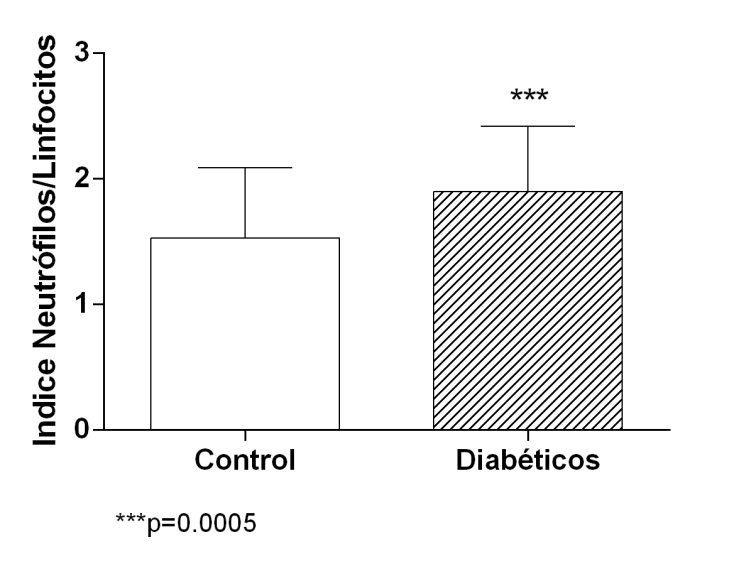 Indice Neutrófilos/Linfocitos
3
2
1
0
***
Control
Diabéticos
***p=0.0005